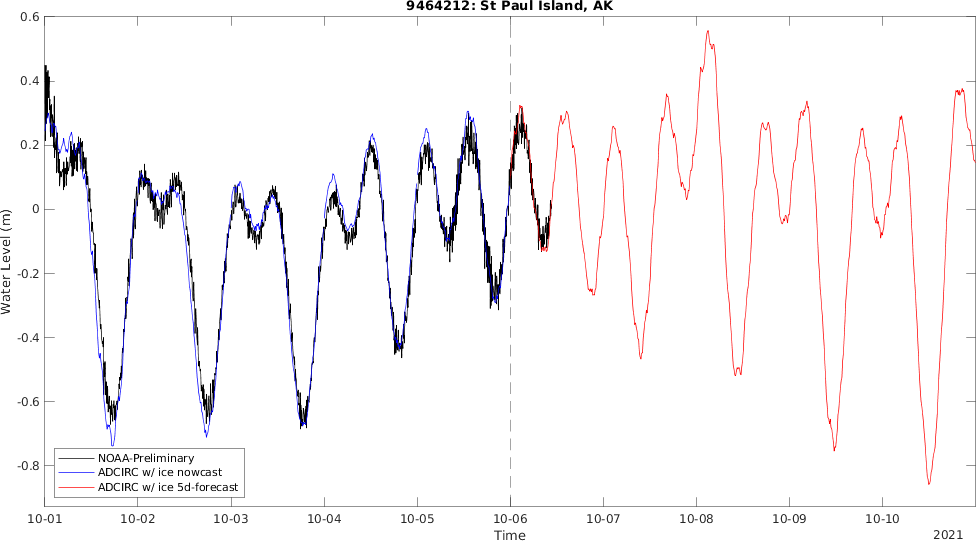 9464212: St Paul Island, AK
0.6
0.4
0.2
0
-0.2
-0.4
-0.6
-0.8
Water Level (m)
NOAA-Preliminary
ADCIRC w/ ice nowcast
ADCIRC w/ ice 5d-forecast
10-01 10-02 10-03 10-04 10-05 10-06 10-07 10-08 10-09 10-10
Time
2021